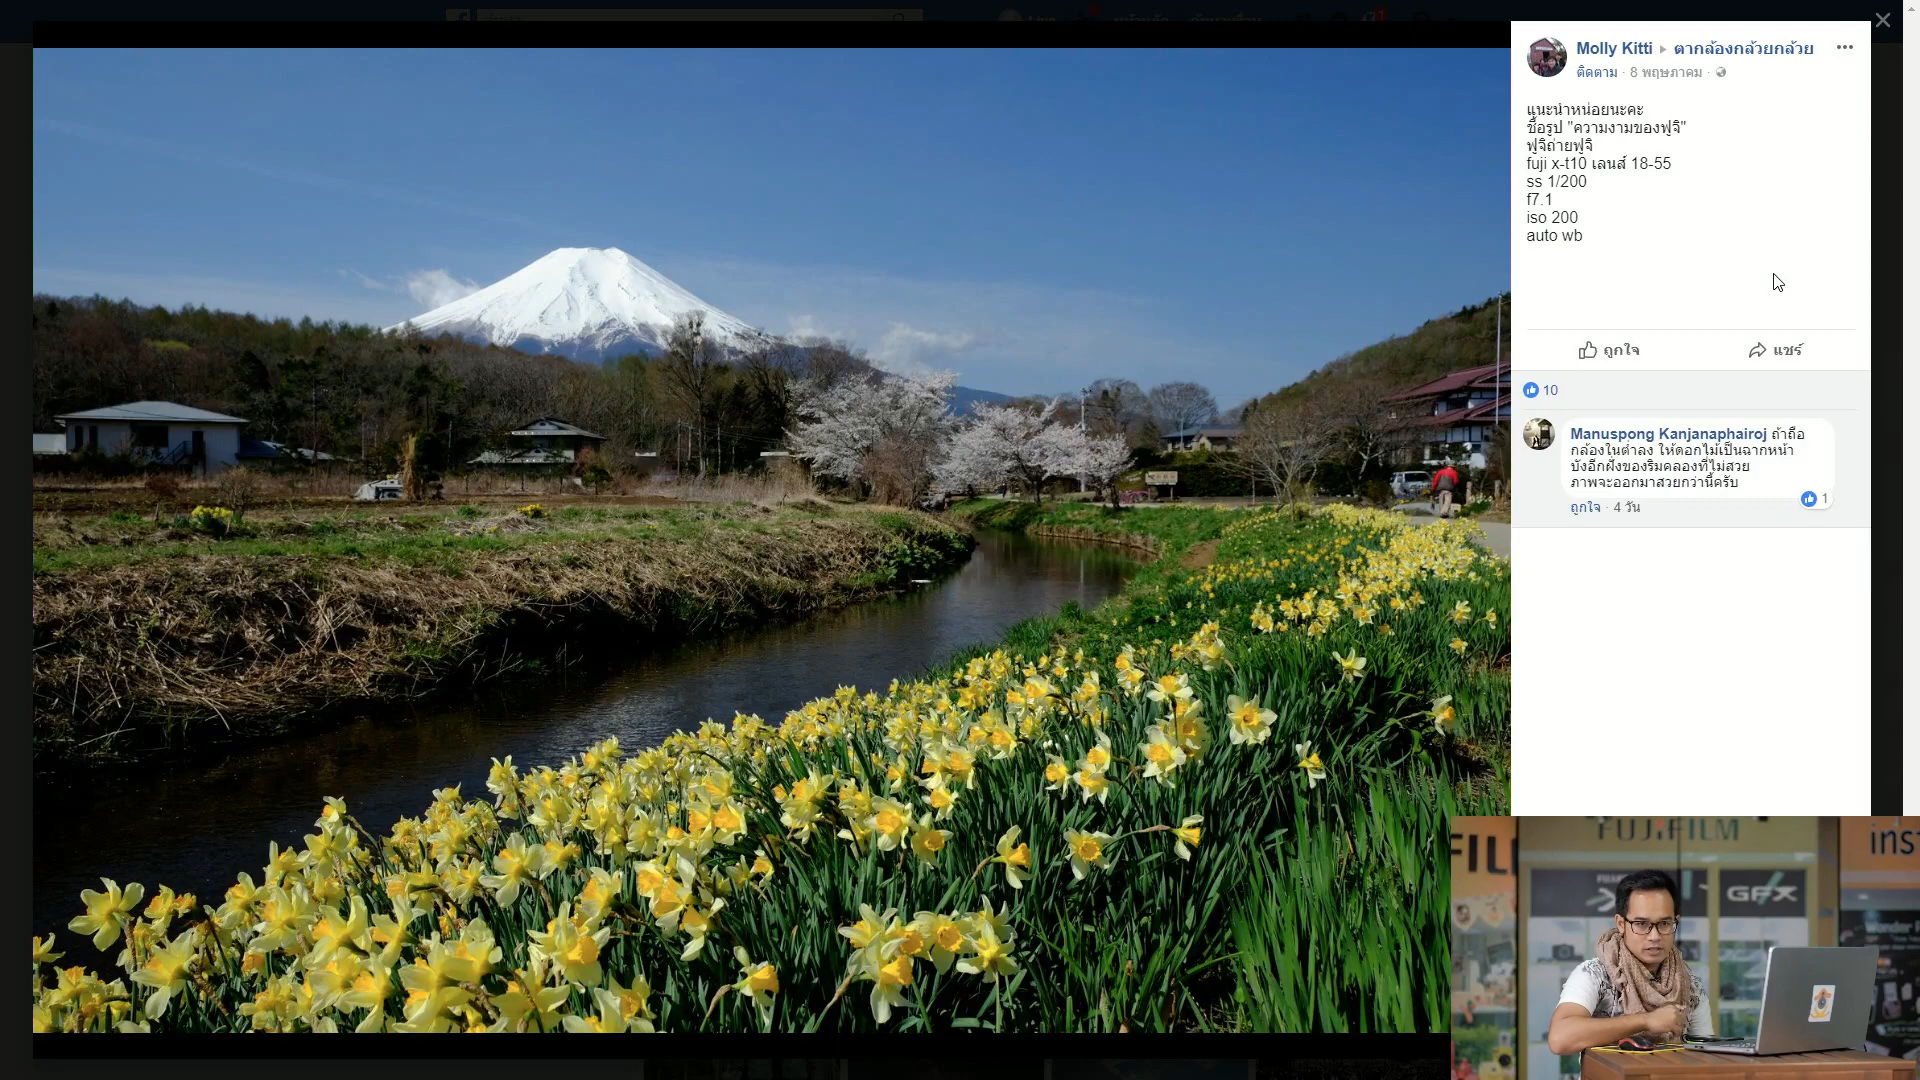 Molly Kitti ▸ ตากล้องกล้วยกล้วย
ติดตาม · 8 พฤษภาคม ·
แนะนำหน่อยนะคะ
ชื่อรูป "ความงามของฟูจิ"
ฟูจิถ่ายฟูจิ
fuji x-t10 เลนส์ 18-55
ss 1/200
f7.1
iso 200
auto wb
ถูกใจ
แชร์
10
Manuspong Kanjanaphairoj ถ้าถือ
กล้องในต่ำลง ให้ดอกไม้เป็นฉากหน้า
บังอีกฝั่งของริมคลองที่ไม่สวย
ภาพจะออกมาสวยกว่านี้ครับ
1
ถูกใจ · 4 วัน
FUJIFILM
inst
GFX